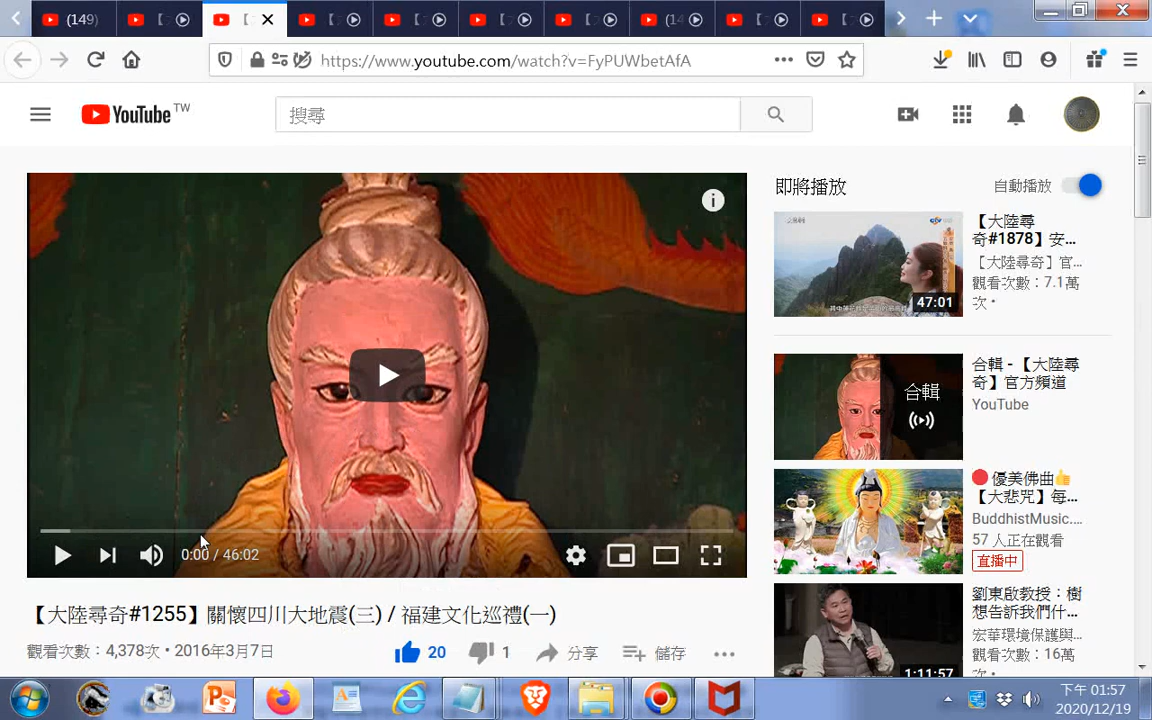 (149)
https://www.youtube.com/watch?v=FyPUWbetAfA
YouTube TW
搜尋
即將播放
自動播放
【大陸尋
奇#1878】安...
【大陸尋奇】官...
觀看次數：7.1萬
次•
47:01
合輯
合輯 -【大陸尋
奇】官方頻道
YouTube
優美佛曲👍
【大悲咒】每...
BuddhistMusic....
57 人正在觀看
直播中
劉東啟教授：樹
想告訴我們什...
宏華環境保護與...
觀看次數：16萬
次•
1:11:57
0:00 / 46:02
【大陸尋奇#1255】關懷四川大地震(三) / 福建文化巡禮(一)
觀看次數：4,378次 • 2016年3月7日
20
1
分享
儲存
下午 01:57
2020/12/19